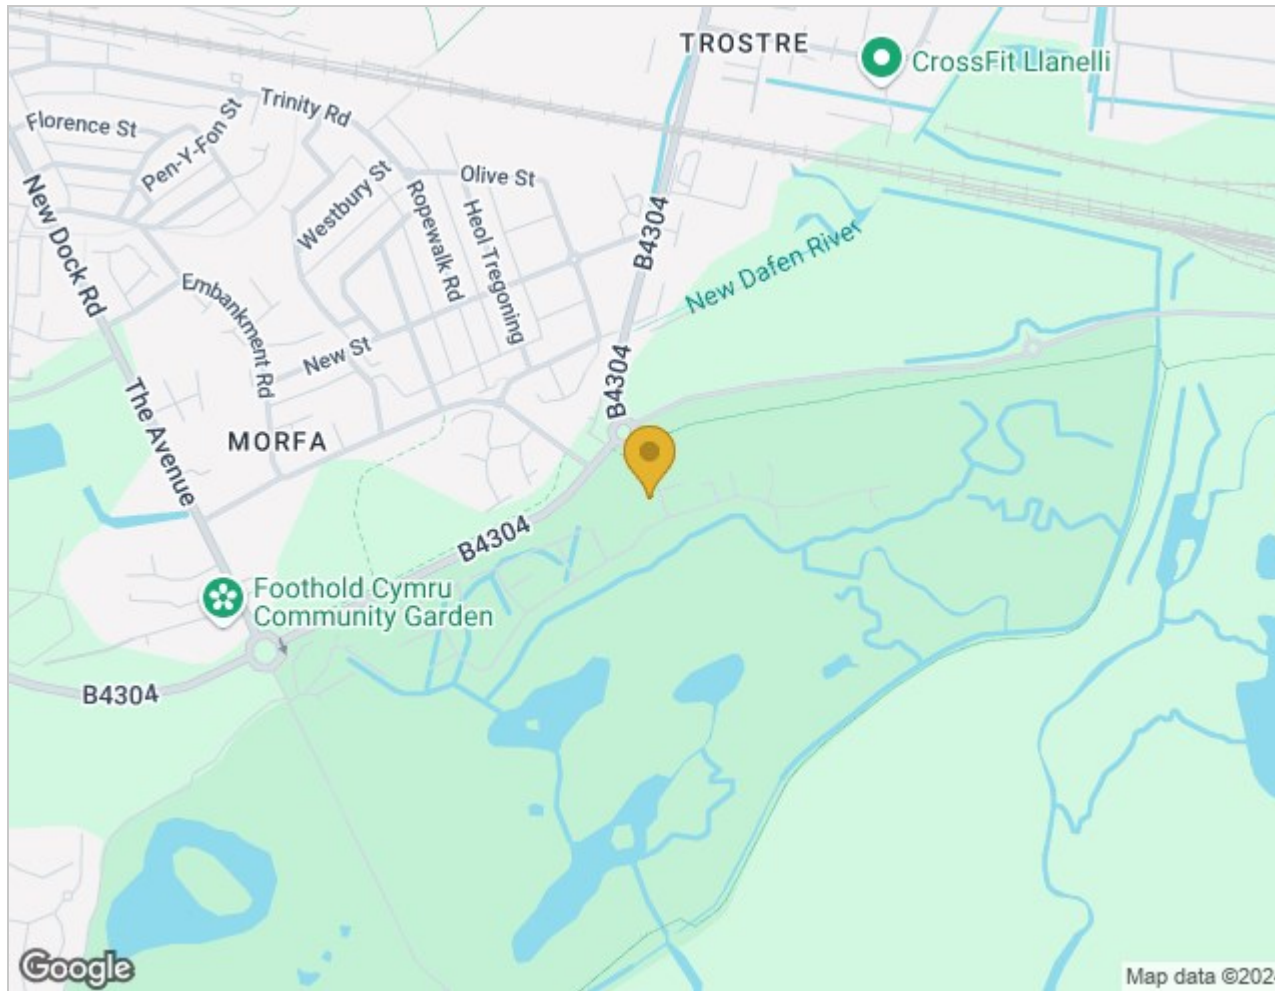 TROSTRE
CrossFit Llanelli
Trinity Rd
Florence St
Pen-Y-Fon St
Westbury St
Olive St
Ropewalk Rd
Heol Tregoning
New Dock Rd
B4304
New Dafen River
Embankment Rd
New St
B4304
The Avenue
MORFA
B4304
Foothold Cymru
Community Garden
B4304
Google
Map data ©2024